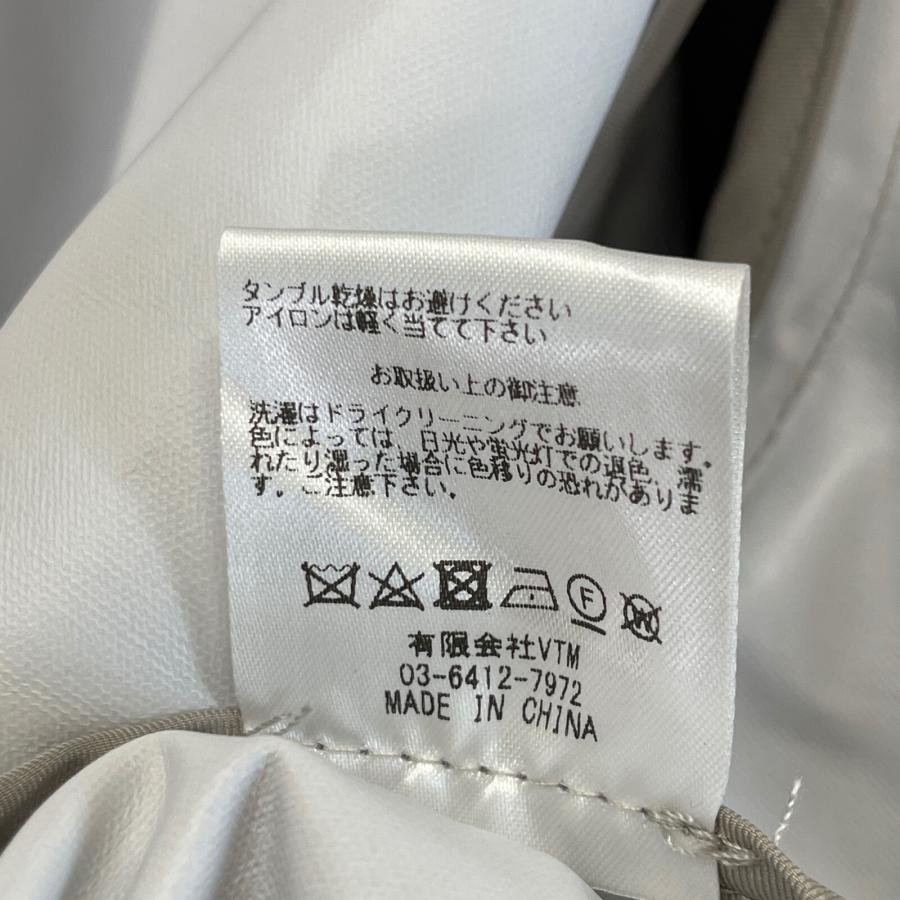 タンブル乾燥はお避けください
アイロンは軽く当てて下さい
お取扱い上の御注意
洗濯はドライクリーニングでお願いします。
色によっては、日光や蛍光灯での退色、濡
れたり湿った場合に色移りの恐れがありま
す。ご注意下さい。
F W
有限会社VTM
03-6412-7972
MADE IN CHINA